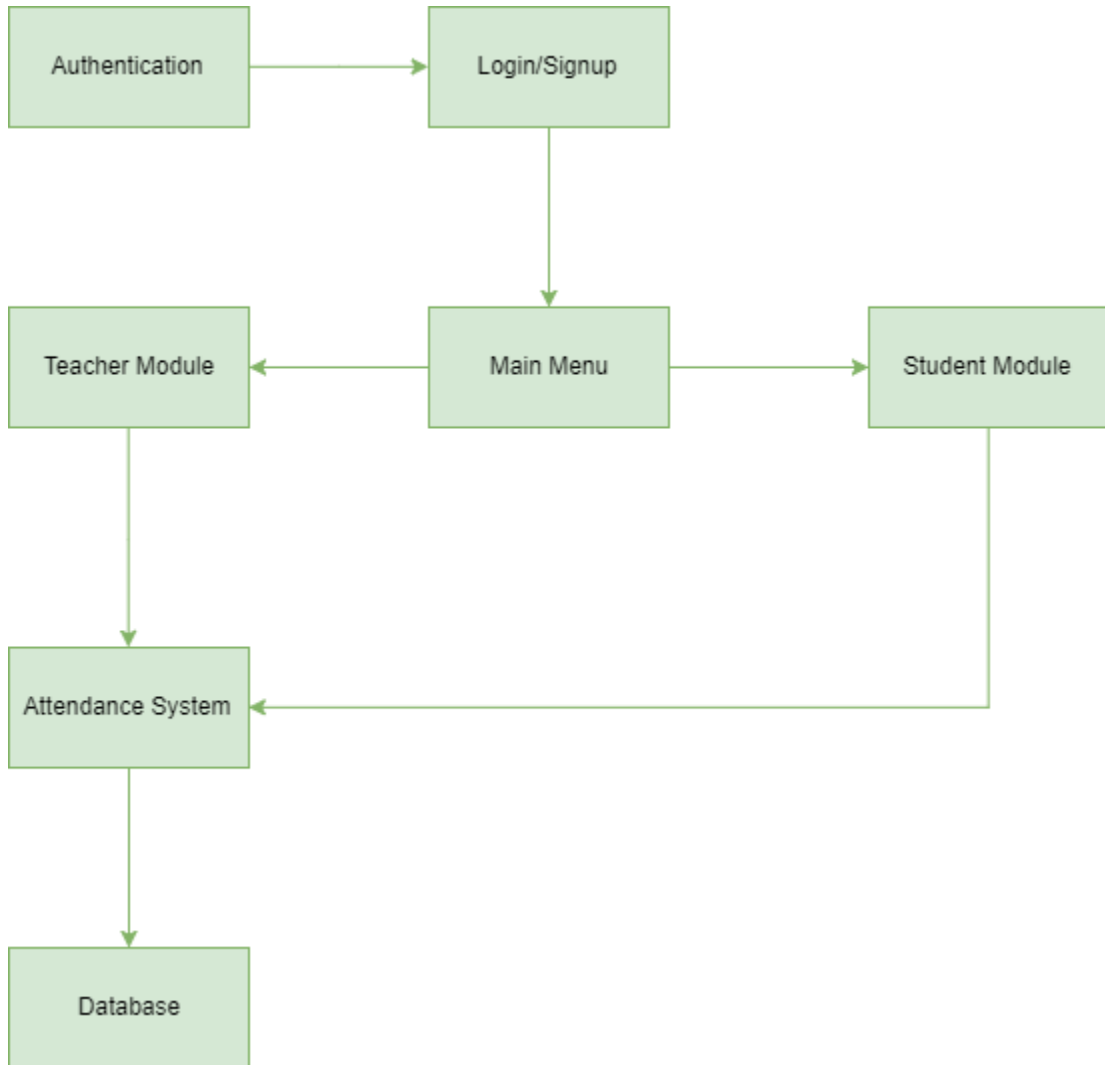 Authentication
Login/Signup
Teacher Module
Main Menu
Student Module
Attendance System
Database